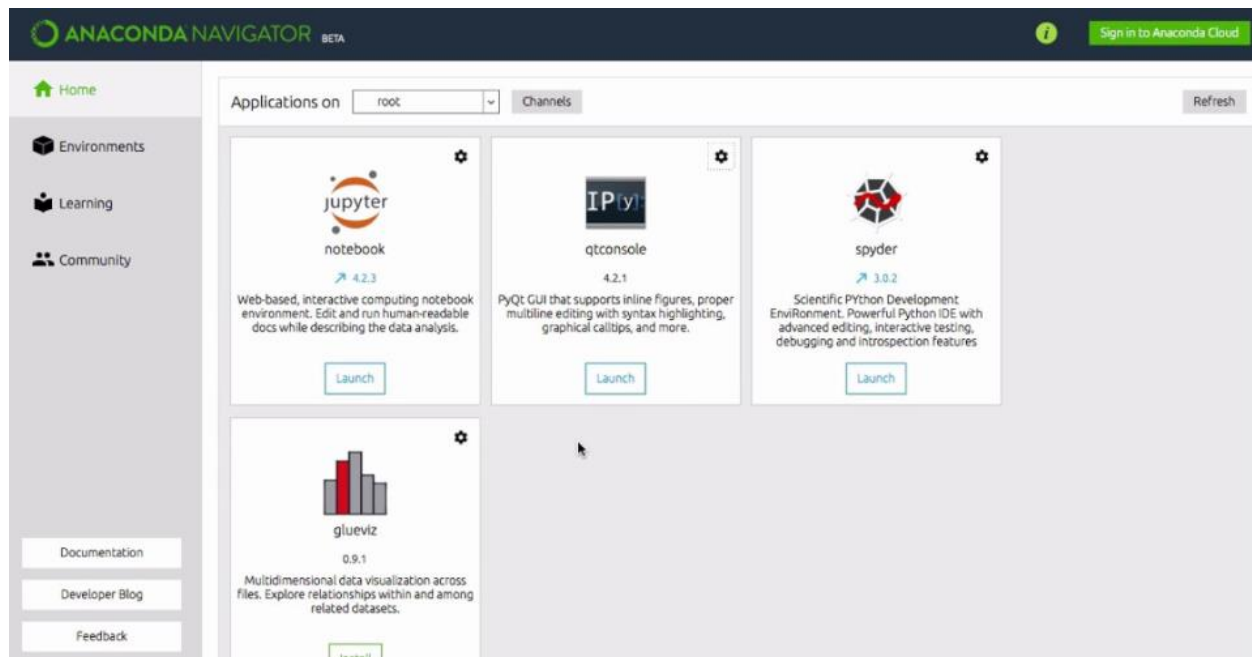 ANACONDA NAVIGATOR BETA
i
Sign in to Anaconda Cloud
Home
Environments
Learning
Community
Documentation
Developer Blog
Feedback
Applications on root Channels Refresh
jupyter
notebook
4.2.3
Web-based, interactive computing notebook
environment. Edit and run human-readable
docs while describing the data analysis.
Launch
IP[y]:
qtconsole
4.2.1
PyQt GUI that supports inline figures, proper
multiline editing with syntax highlighting,
graphical calltips, and more.
Launch
spyder
3.0.2
Scientific PYthon Development
EnviRonment. Powerful Python IDE with
advanced editing, interactive testing,
debugging and introspection features
Launch
glueviz
0.9.1
Multidimensional data visualization across
files. Explore relationships within and among
related datasets.
Install